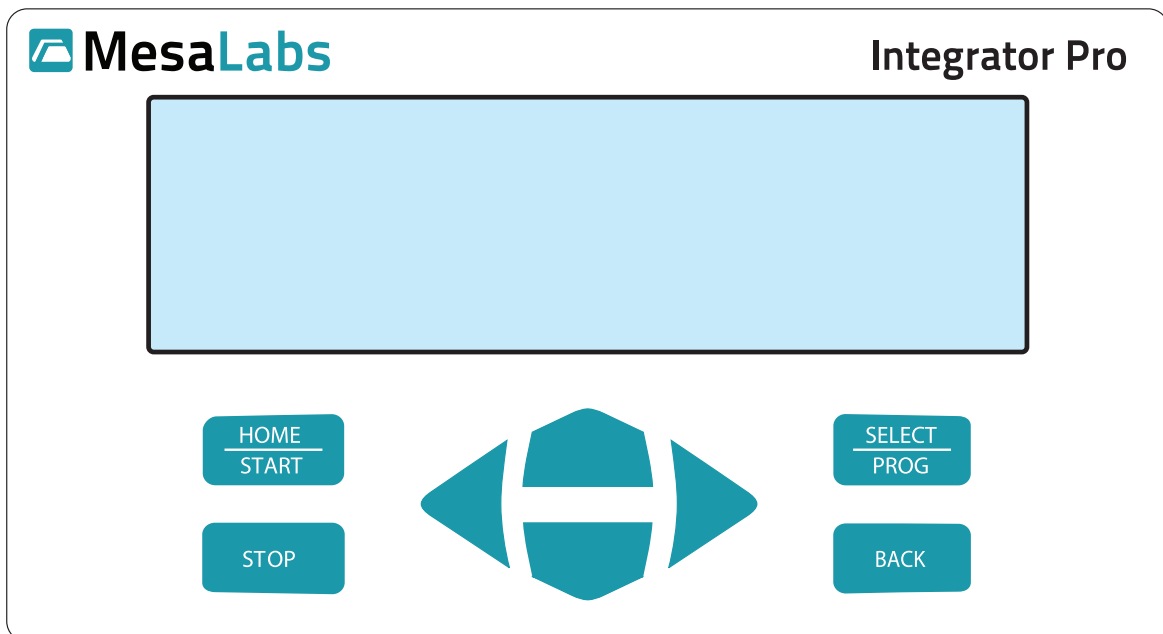 MesaLabs
Integrator Pro
HOME
START
SELECT
PROG
STOP
BACK